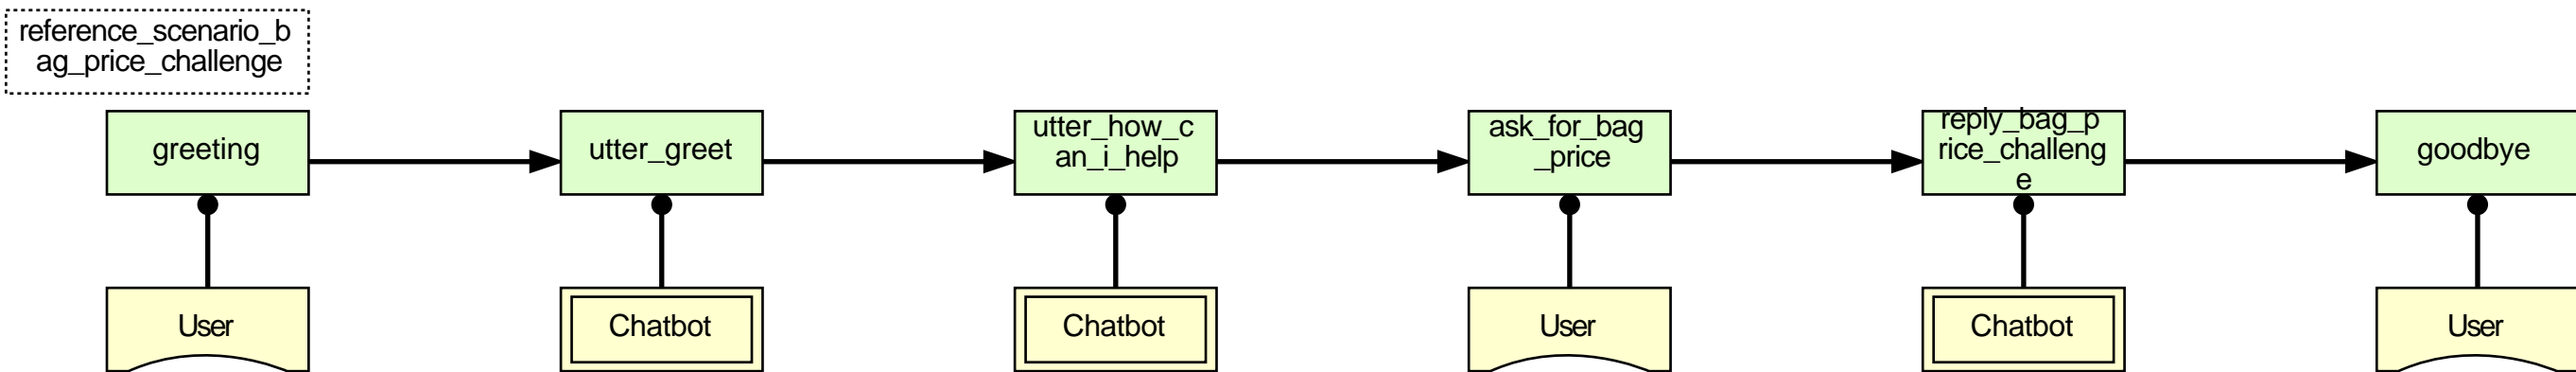 reference_scenario_b
ag_price_challenge
greeting
utter_greet
utter_how_c
an_i_help
ask_for_bag
_price
reply_bag_p
rice_challeng
e
goodbye
User
Chatbot
Chatbot
User
Chatbot
User